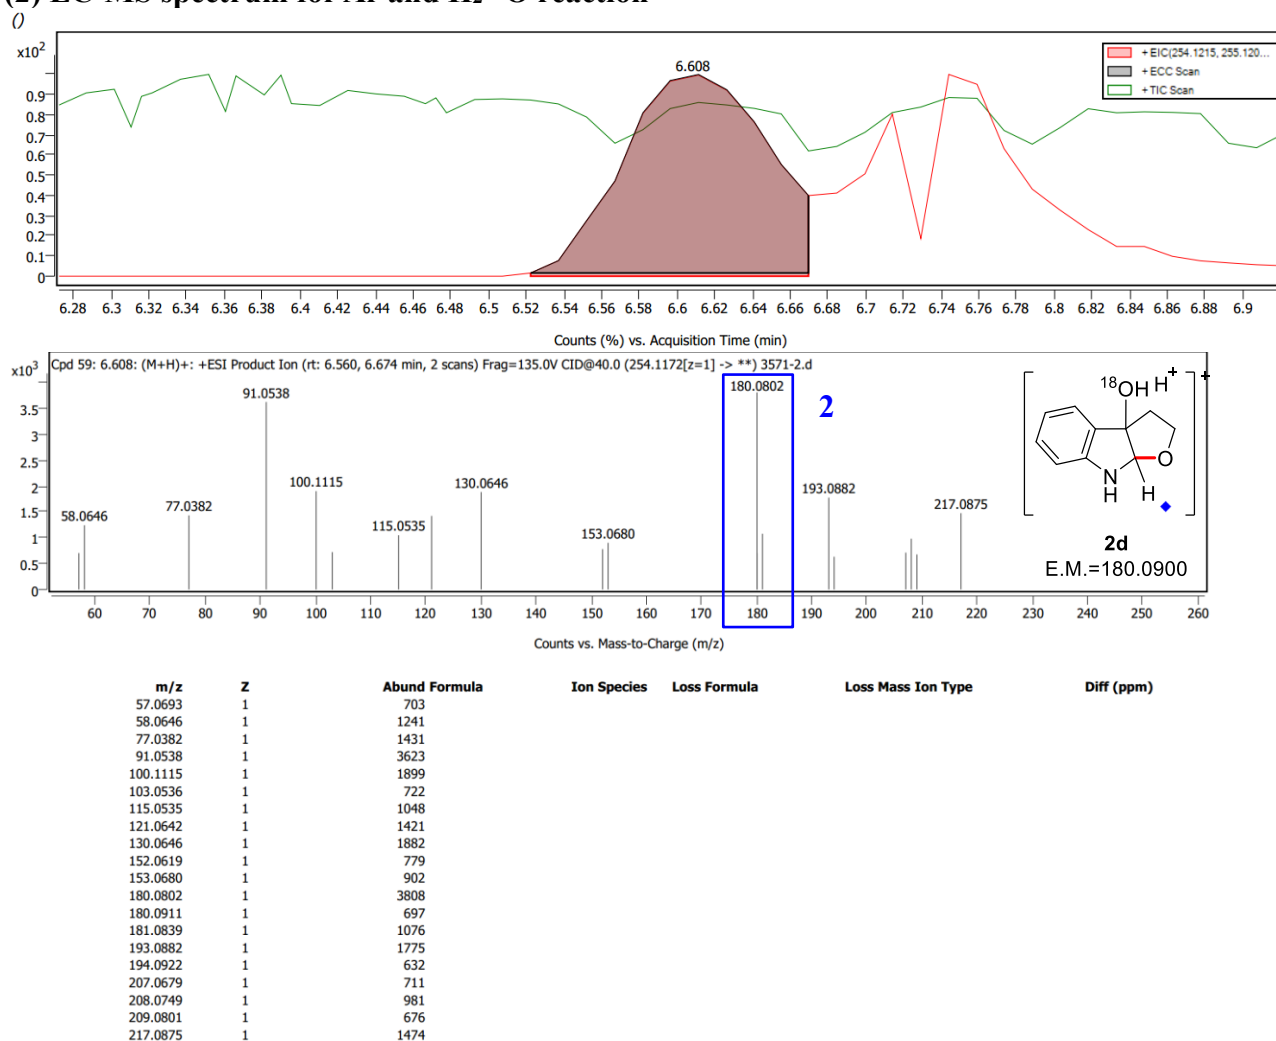 (2) LC-MS spectrum for Ar and H2 18O reaction
()
x10²
6.608
+EIC(254.1215, 255.120...
+ECC Scan
+TIC Scan
0.9
0.8
0.7
0.6
0.5
0.4
0.3
0.2
0.1
0
6.28 6.3 6.32 6.34 6.36 6.38 6.4 6.42 6.44 6.46 6.48 6.5 6.52 6.54 6.56 6.58 6.6 6.62 6.64 6.66 6.68 6.7 6.72 6.74 6.76 6.78 6.8 6.82 6.84 6.86 6.88 6.9
Counts (%) vs. Acquisition Time (min)
x10³
Cpd 59: 6.608: (M+H)+: +ESI Product Ion (rt: 6.560, 6.674 min, 2 scans) Frag=135.0V CID@40.0 (254.1172[z=1] -> **) 3571-2.d
3.5
3
2.5
2
1.5
1
0.5
0
58.0646
77.0382
91.0538
100.1115
115.0535
130.0646
153.0680
180.0802
193.0882
217.0875
2
¹⁸OH H⁺ +
O
N
H
H
2d
E.M.=180.0900
60 70 80 90 100 110 120 130 140 150 160 170 180 190 200 210 220 230 240 250 260
Counts vs. Mass-to-Charge (m/z)
m/z Z Abund Formula Ion Species Loss Formula Loss Mass Ion Type Diff (ppm)
57.0693 1 703
58.0646 1 1241
77.0382 1 1431
91.0538 1 3623
100.1115 1 1899
103.0536 1 722
115.0535 1 1048
121.0642 1 1421
130.0646 1 1882
152.0619 1 779
153.0680 1 902
180.0802 1 3808
180.0911 1 697
181.0839 1 1076
193.0882 1 1775
194.0922 1 632
207.0679 1 711
208.0749 1 981
209.0801 1 676
217.0875 1 1474